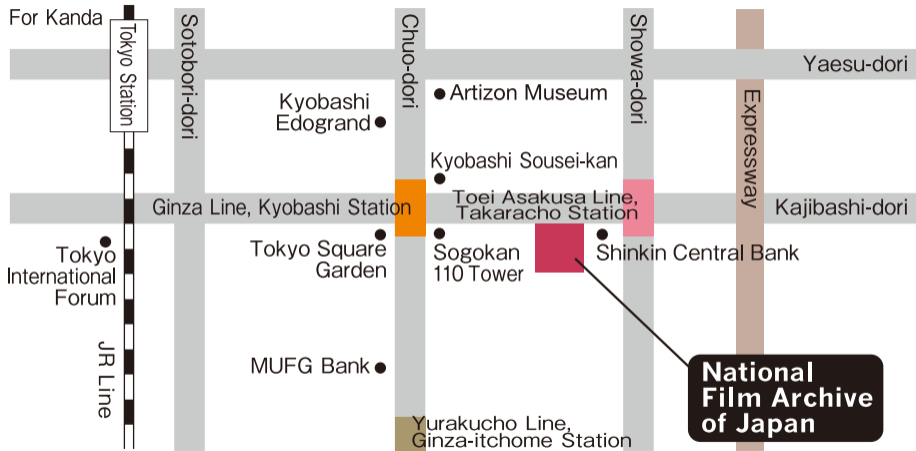 For Kanda
Tokyo Station
Sotobori-dori
Chuo-dori
Showa-dori
Expressway
Yaesu-dori
Artizon Museum
Kyobashi
Edogrand
Kyobashi Sousei-kan
Ginza Line, Kyobashi Station
Toei Asakusa Line,
Takaracho Station
Kajibashi-dori
Tokyo
International
Forum
Tokyo Square
Garden
Sogokan
110 Tower
Shinkin Central Bank
JR Line
MUFG Bank
National
Film Archive
of Japan
Yurakucho Line,
Ginza-itchome Station